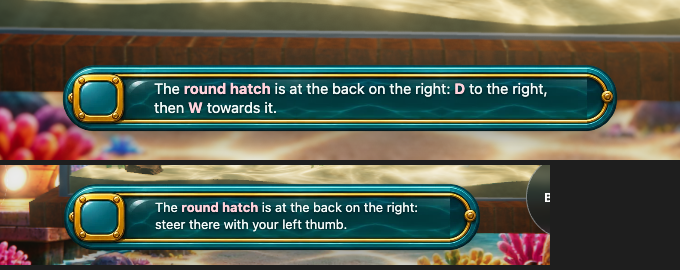 The round hatch is at the back on the right: D to the right,
then W towards it.
The round hatch is at the back on the right:
steer there with your left thumb.
B